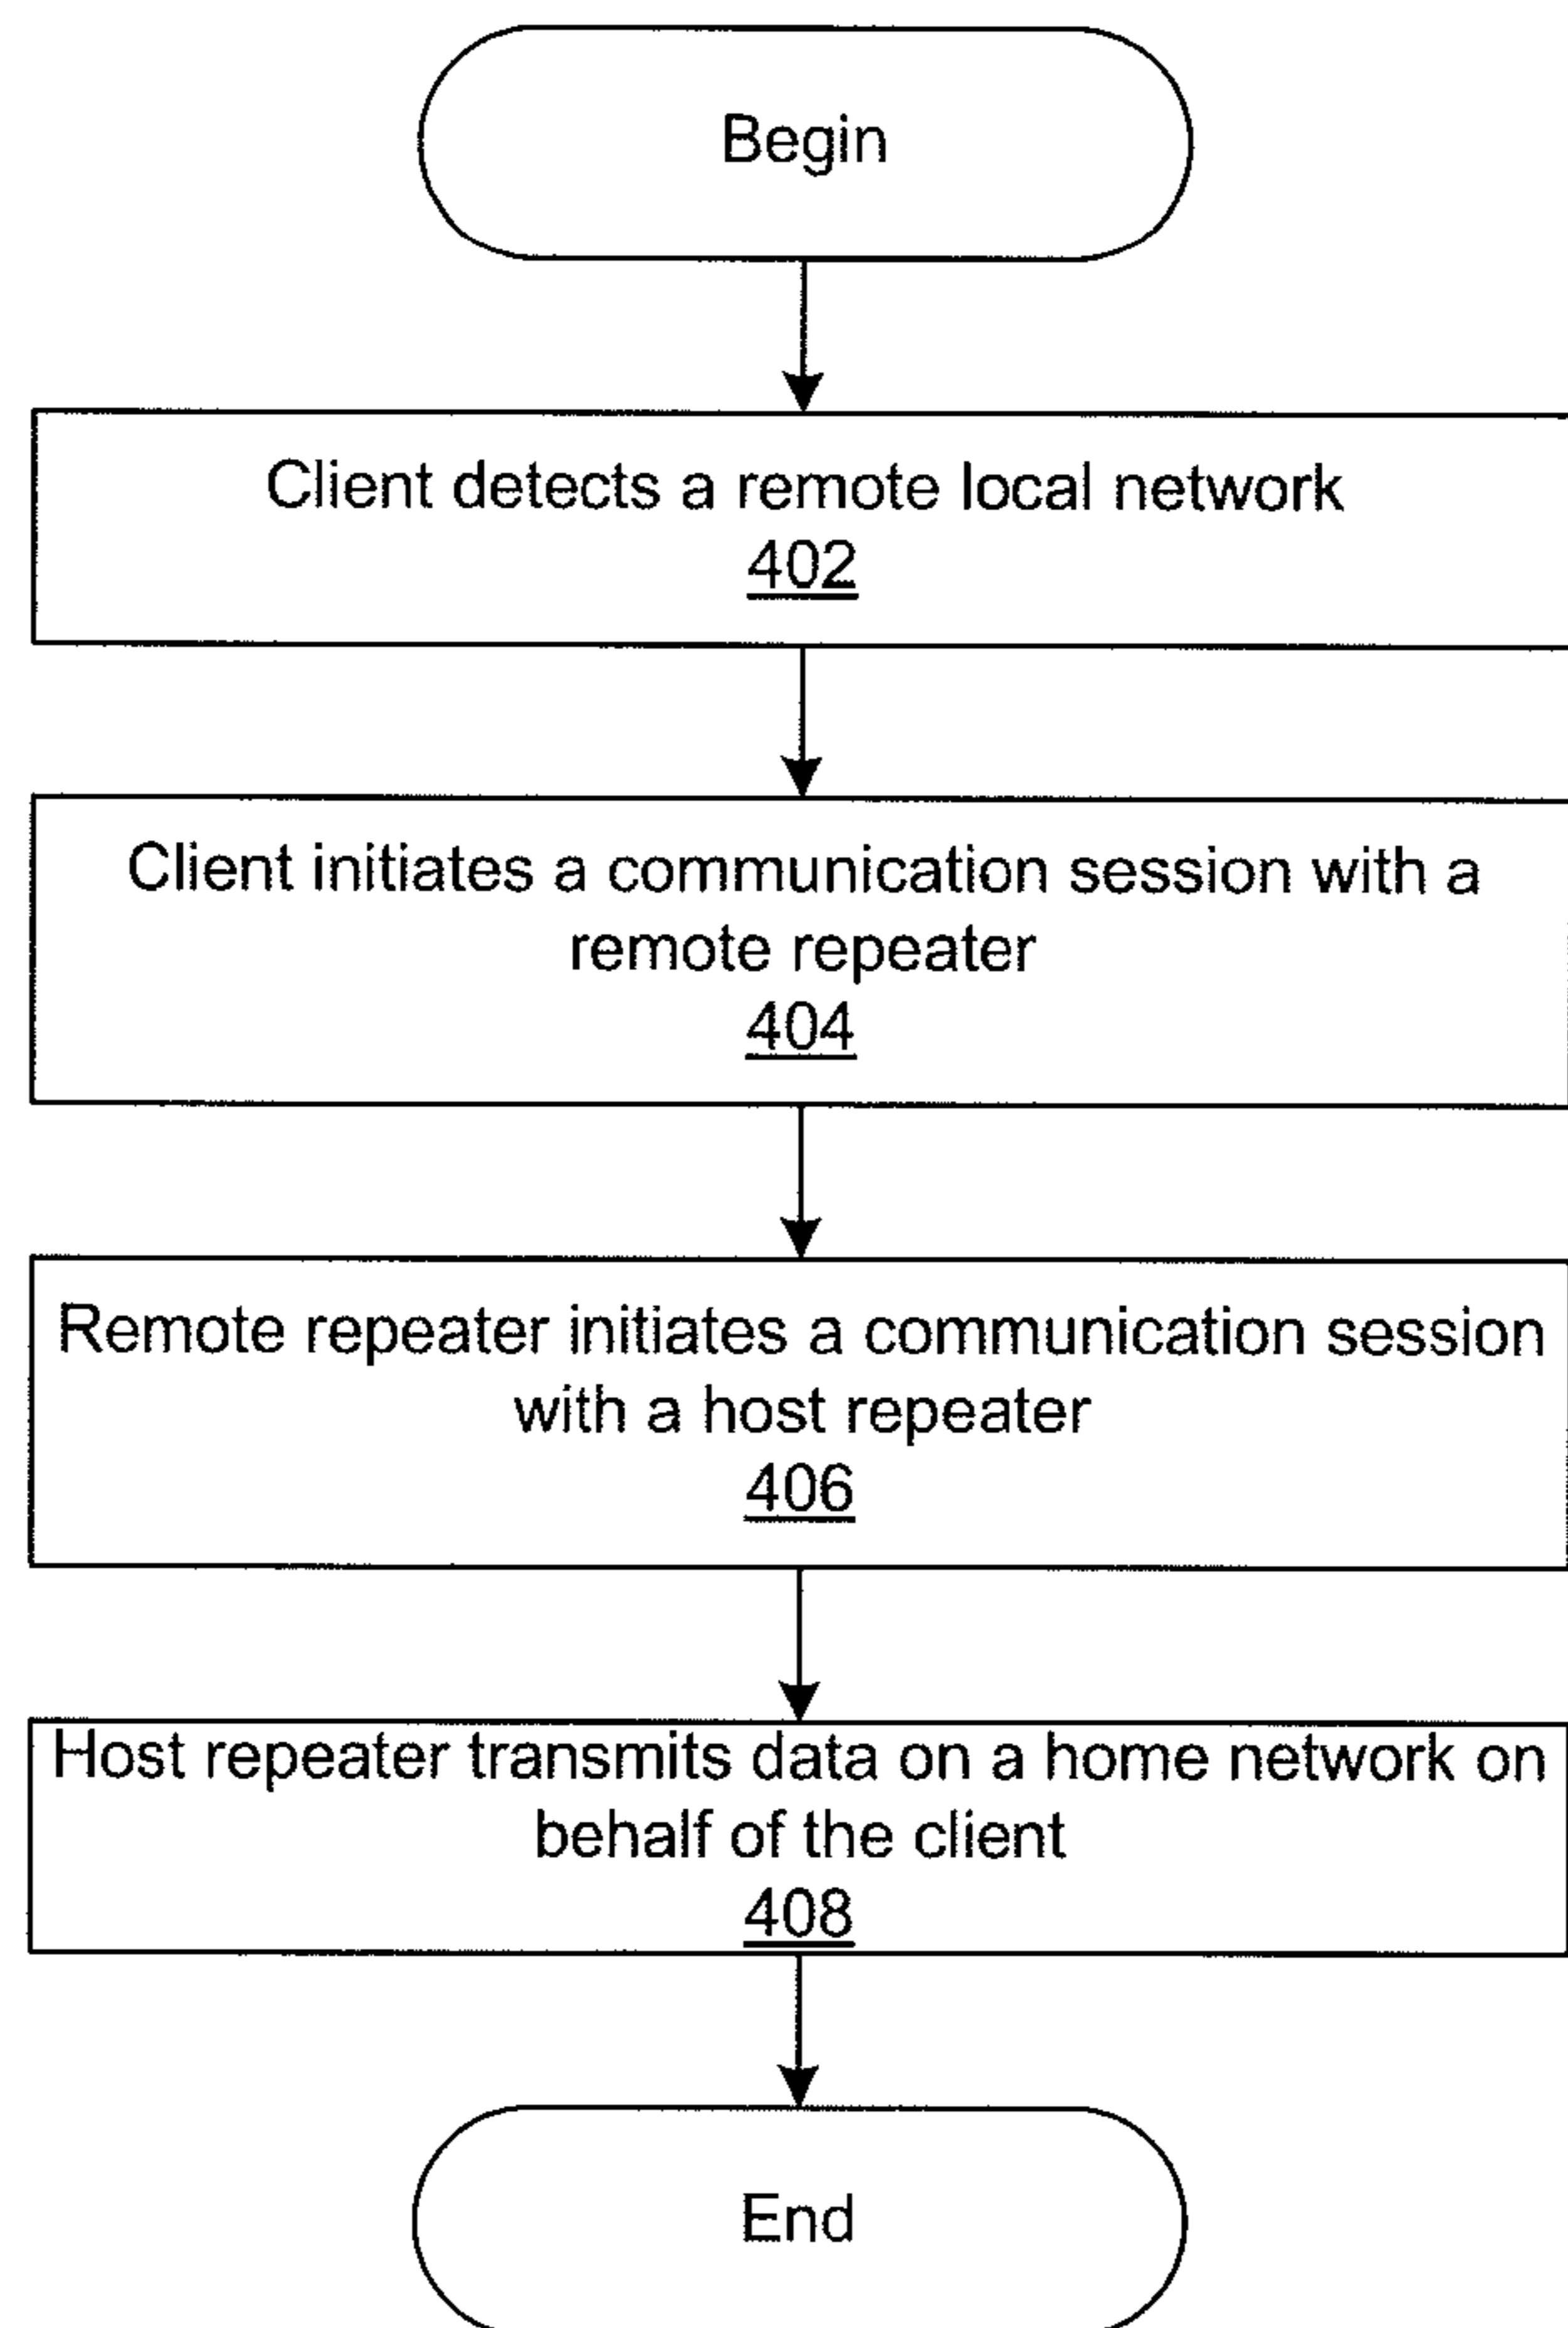 Begin
Client detects a remote local network
402
Client initiates a communication session with a
remote repeater
404
Remote repeater initiates a communication session
with a host repeater
406
Host repeater transmits data on a home network on
behalf of the client
408
End